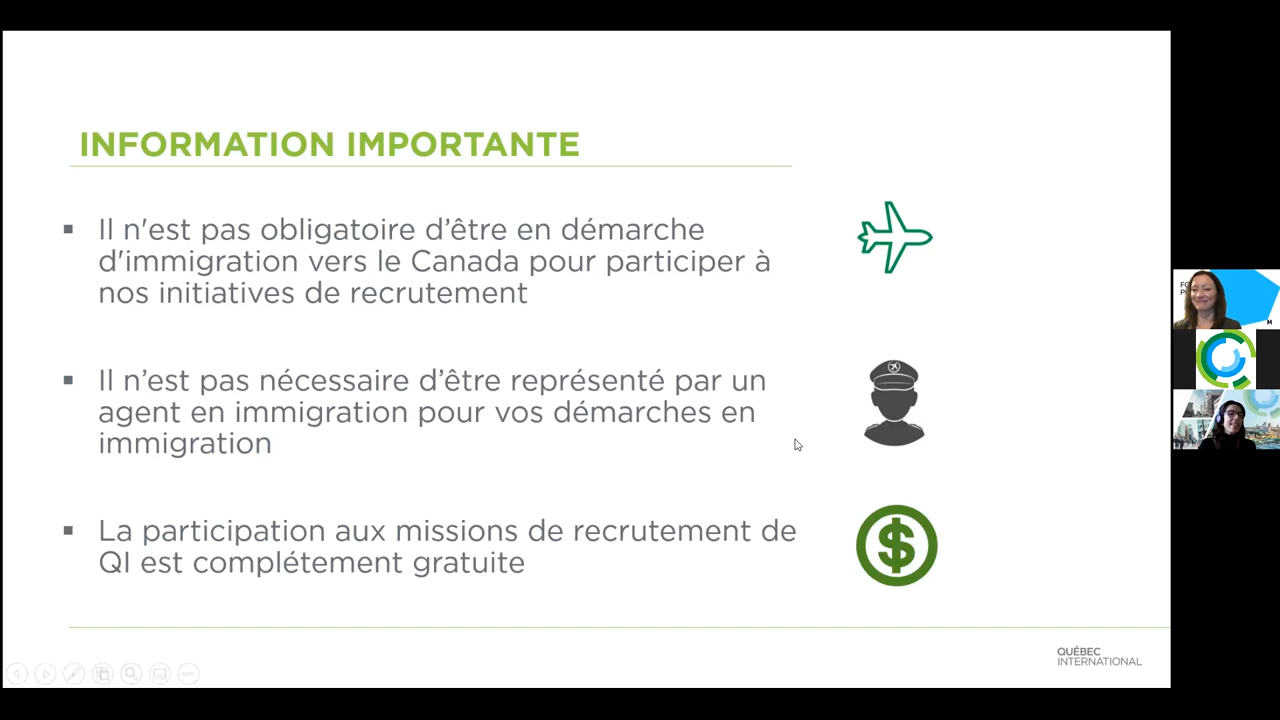 INFORMATION IMPORTANTE
▪ Il n'est pas obligatoire d’être en démarche
d'immigration vers le Canada pour participer à
nos initiatives de recrutement
▪ Il n’est pas nécessaire d’être représenté par un
agent en immigration pour vos démarches en
immigration
▪ La participation aux missions de recrutement de
QI est complétement gratuite
$
QUÉBEC
INTERNATIONAL